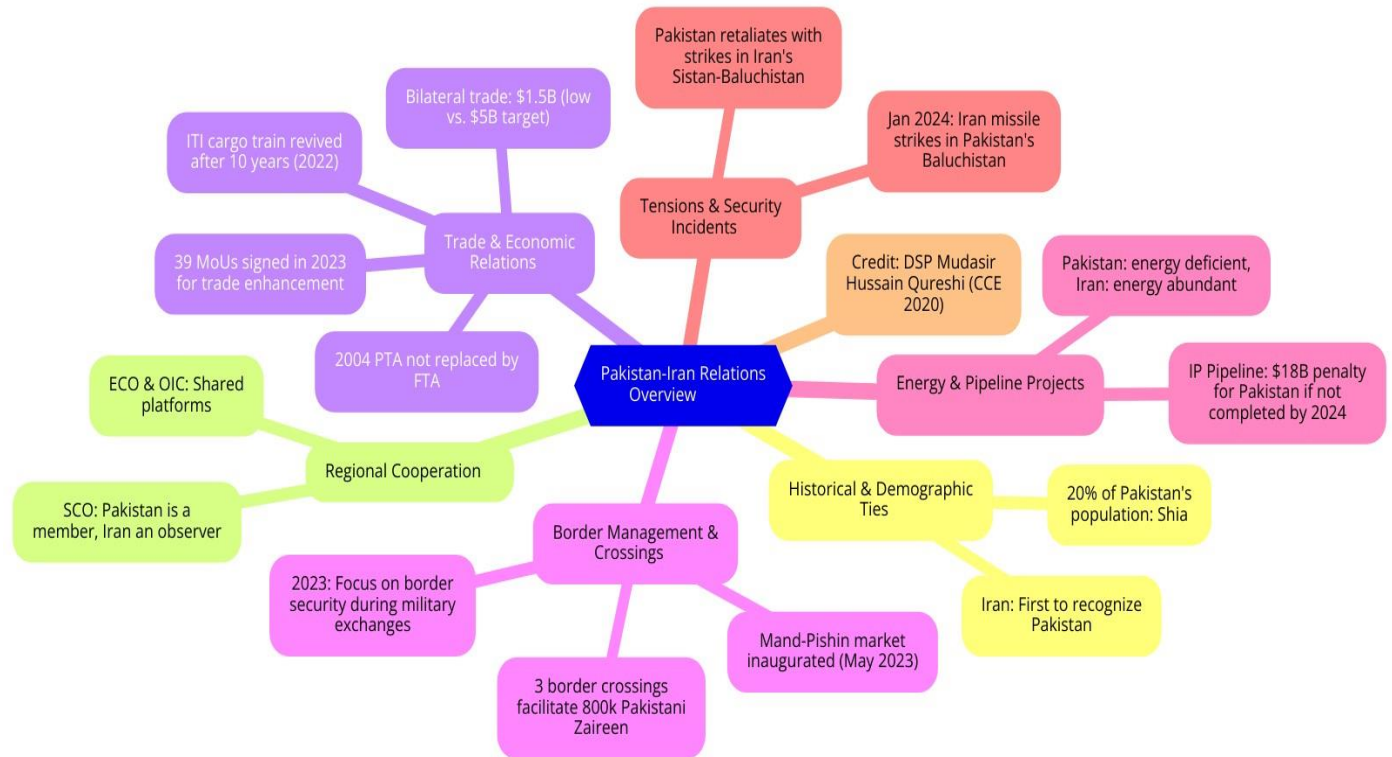 Pakistan-Iran Relations
Overview
Tensions & Security
Incidents
Pakistan retaliates with
strikes in Iran's
Sistan-Baluchistan
Jan 2024: Iran missile
strikes in Pakistan's
Baluchistan
Credit: DSP Mudasir
Hussain Qureshi (CCE
2020)
Energy & Pipeline Projects
Pakistan: energy deficient,
Iran: energy abundant
IP Pipeline: $18B penalty
for Pakistan if not
completed by 2024
Historical & Demographic
Ties
20% of Pakistan's
population: Shia
Iran: First to recognize
Pakistan
Border Management &
Crossings
Mand-Pishin market
inaugurated (May 2023)
3 border crossings
facilitate 800k Pakistani
Zaireen
2023: Focus on border
security during military
exchanges
Regional Cooperation
ECO & OIC: Shared
platforms
SCO: Pakistan is a
member, Iran an observer
Trade & Economic
Relations
Bilateral trade: $1.5B (low
vs. $5B target)
ITI cargo train revived
after 10 years (2022)
39 MoUs signed in 2023
for trade enhancement
2004 PTA not replaced by
FTA